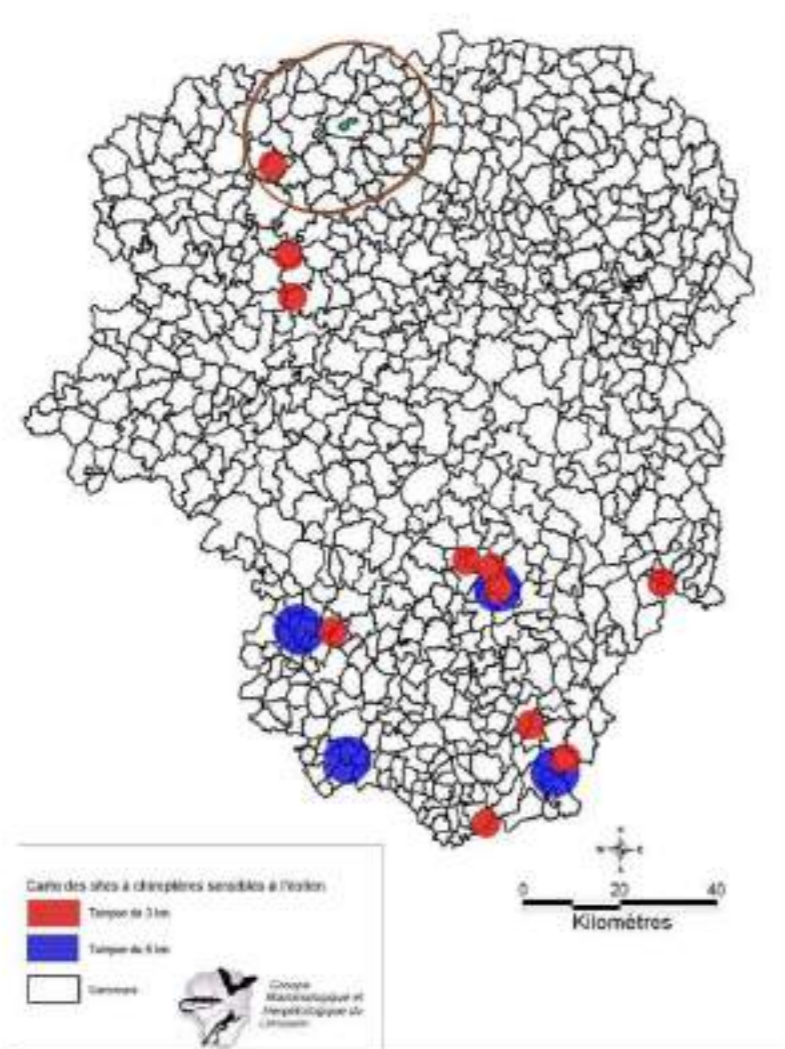 N
E
S
0 20 40
Kilomètres
Carte des sites à chiroptères sensibles à l'éolien
Tampon de 3 km
Tampon de 5 km
Commune
Groupe
Mammalogique et
Herpétologique du
Limousin